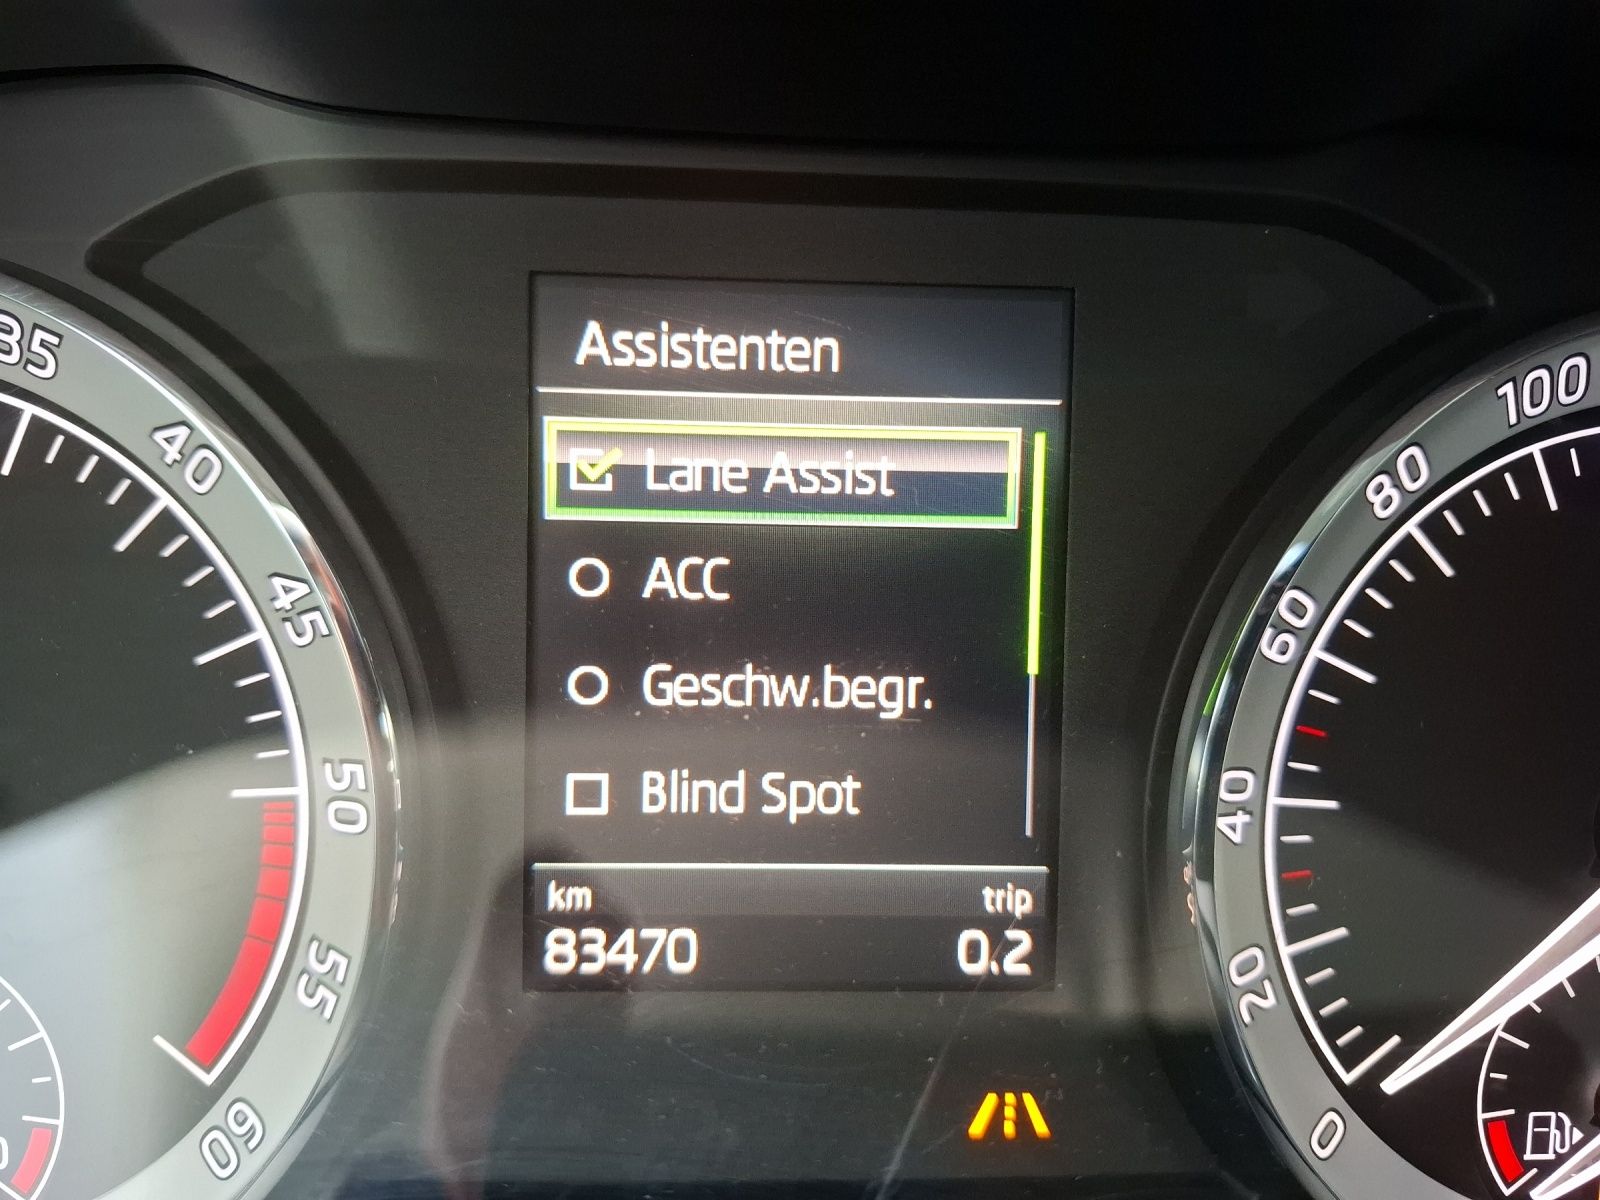 Assistenten
Lane Assist
ACC
Geschw.begr.
Blind Spot
km trip
83470 0.2
35
40
45
50
55
60
100
80
60
40
20
0